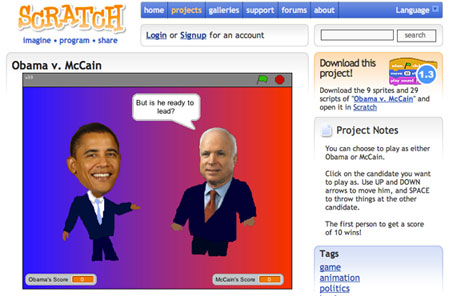 SCRATCH
imagine • program • share
home projects galleries support forums about
Language
Login or Signup for an account
search
Obama v. McCain
But is he ready to
lead?
Obama's Score 0
McCain's Score 0
Download this
project!
1.3
Download the 9 sprites and 29
scripts of "Obama v. McCain" and
open it in Scratch
Project Notes
You can choose to play as either
Obama or McCain.
Click on the candidate you
want to play as. Use UP and DOWN
arrows to move him, and SPACE
to throw things at the other
candidate.
The first person to get a score
of 10 wins!
Tags
game
animation
politics